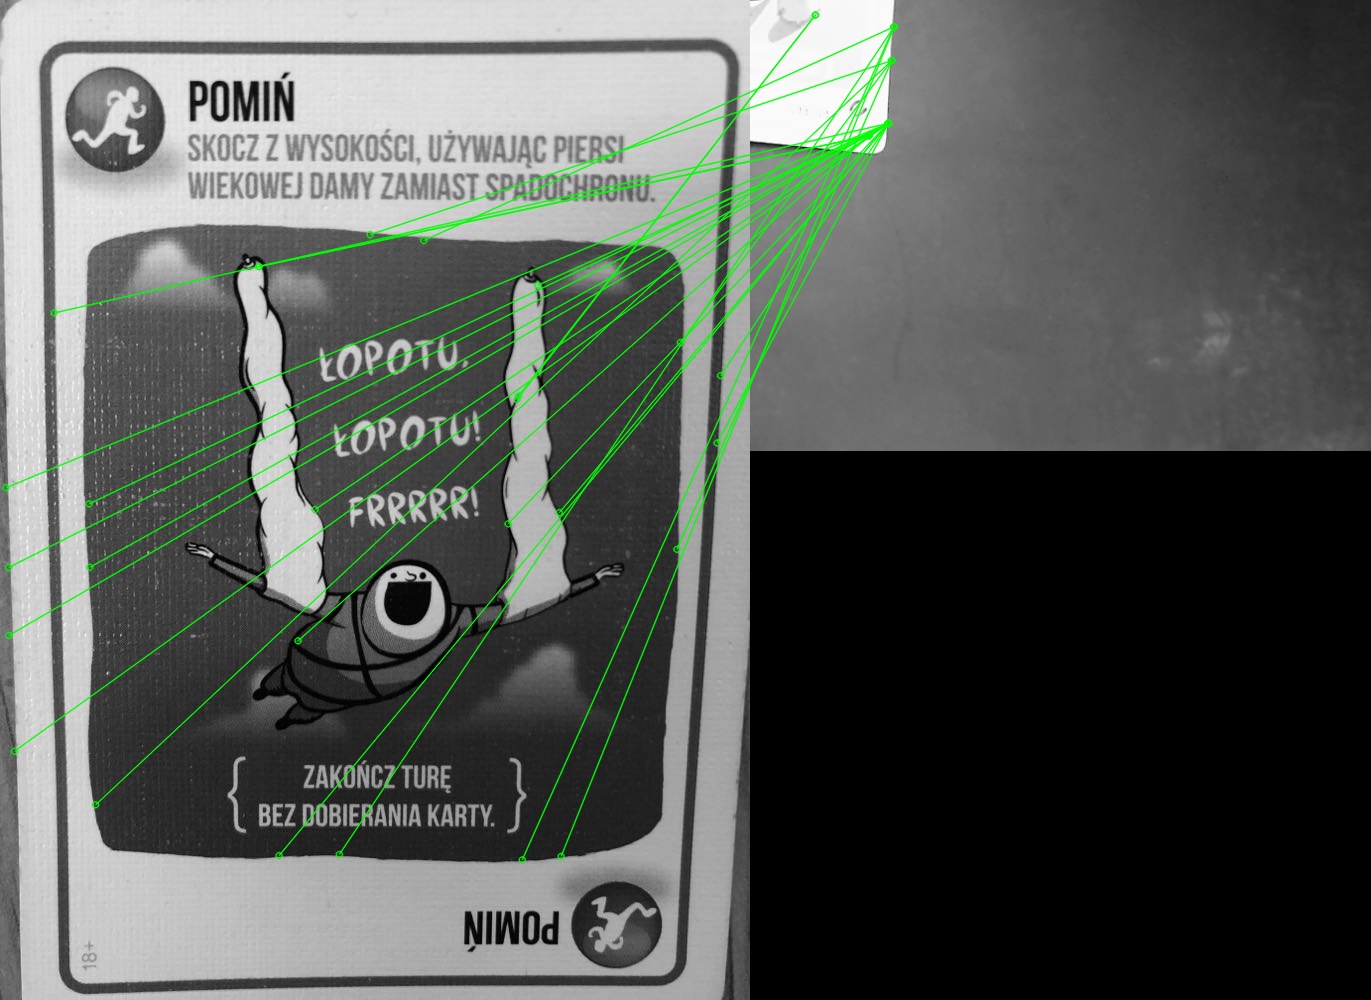 POMIŃ
SKOCZ Z WYSOKOŚCI, UŻYWAJĄC PIERSI
WIEKOWEJ DAMY ZAMIAST SPADOCHRONU.
ŁOPOTU,
ŁOPOTU!
FRRRRR!
ZAKOŃCZ TURĘ
BEZ DOBIERANIA KARTY.
POMIŃ
18+